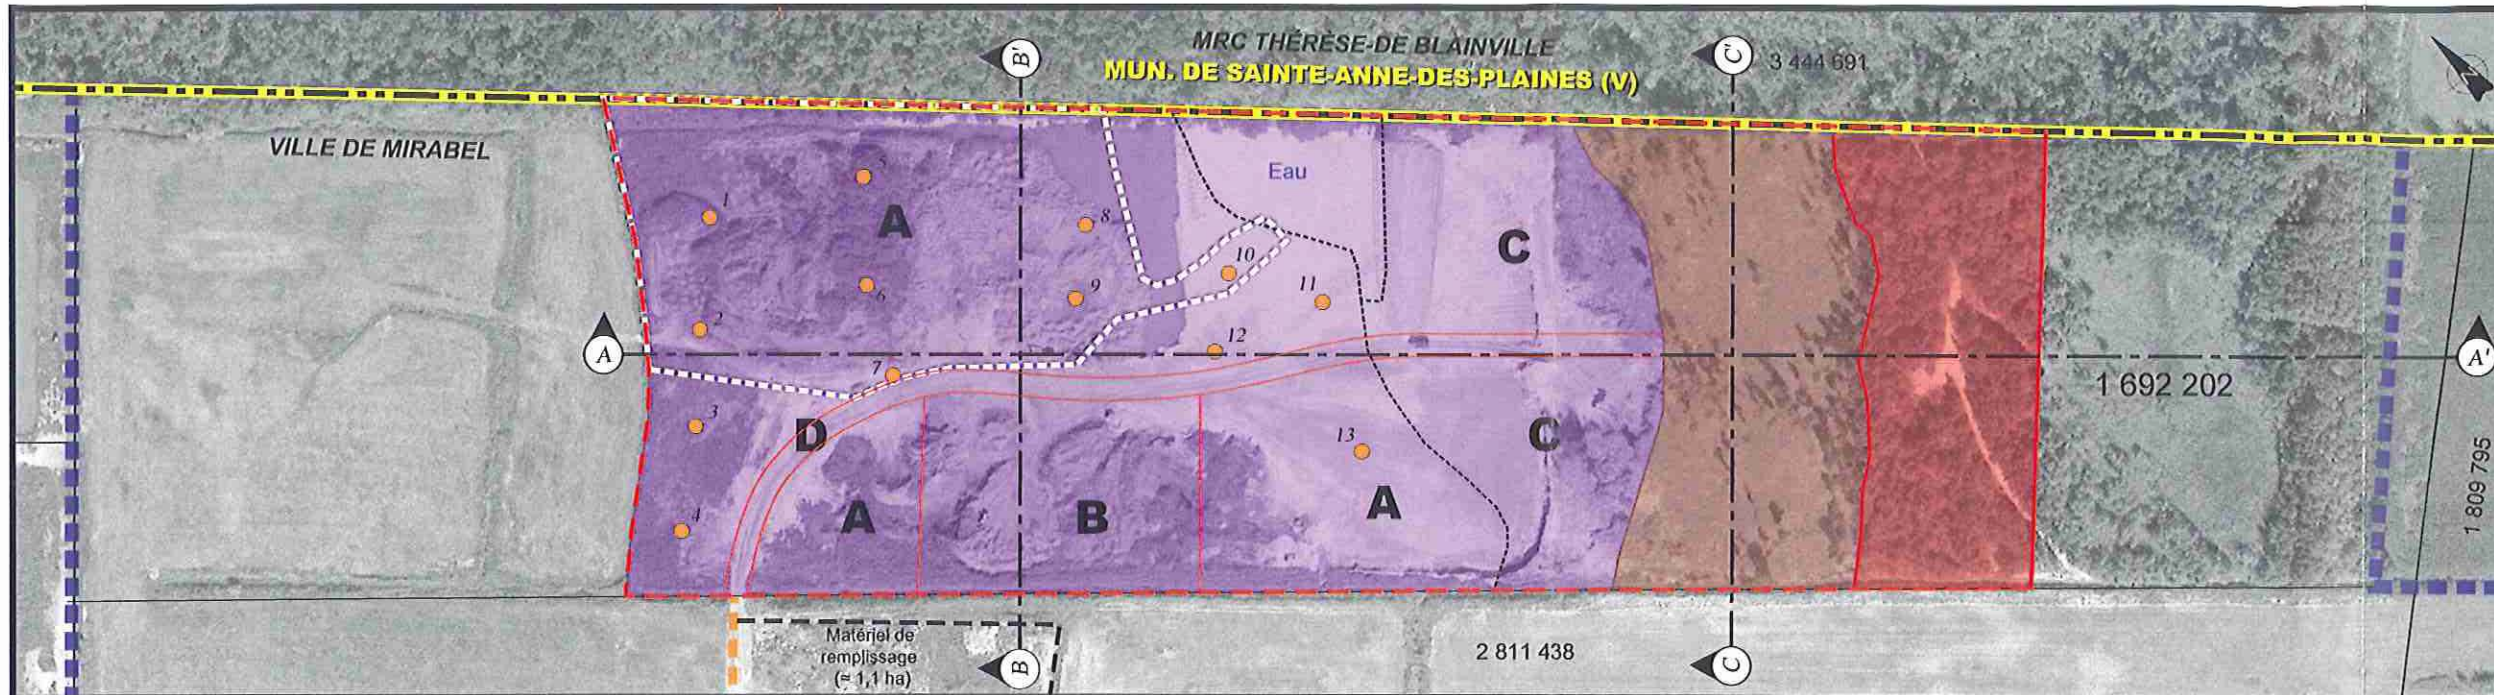 MRC THÉRÈSE-DE BLAINVILLE
MUN. DE SAINTE-ANNE-DES-PLAINES (V)
3 444 691
B'
C'
VILLE DE MIRABEL
Eau
5
1
A
8
C
10
6
9
11
2
12
A
A'
7
1 692 202
3
D
13
C
1 809 795
4
A
B
A
Matériel de
remplissage
(≈ 1,1 ha)
B
2 811 438
C